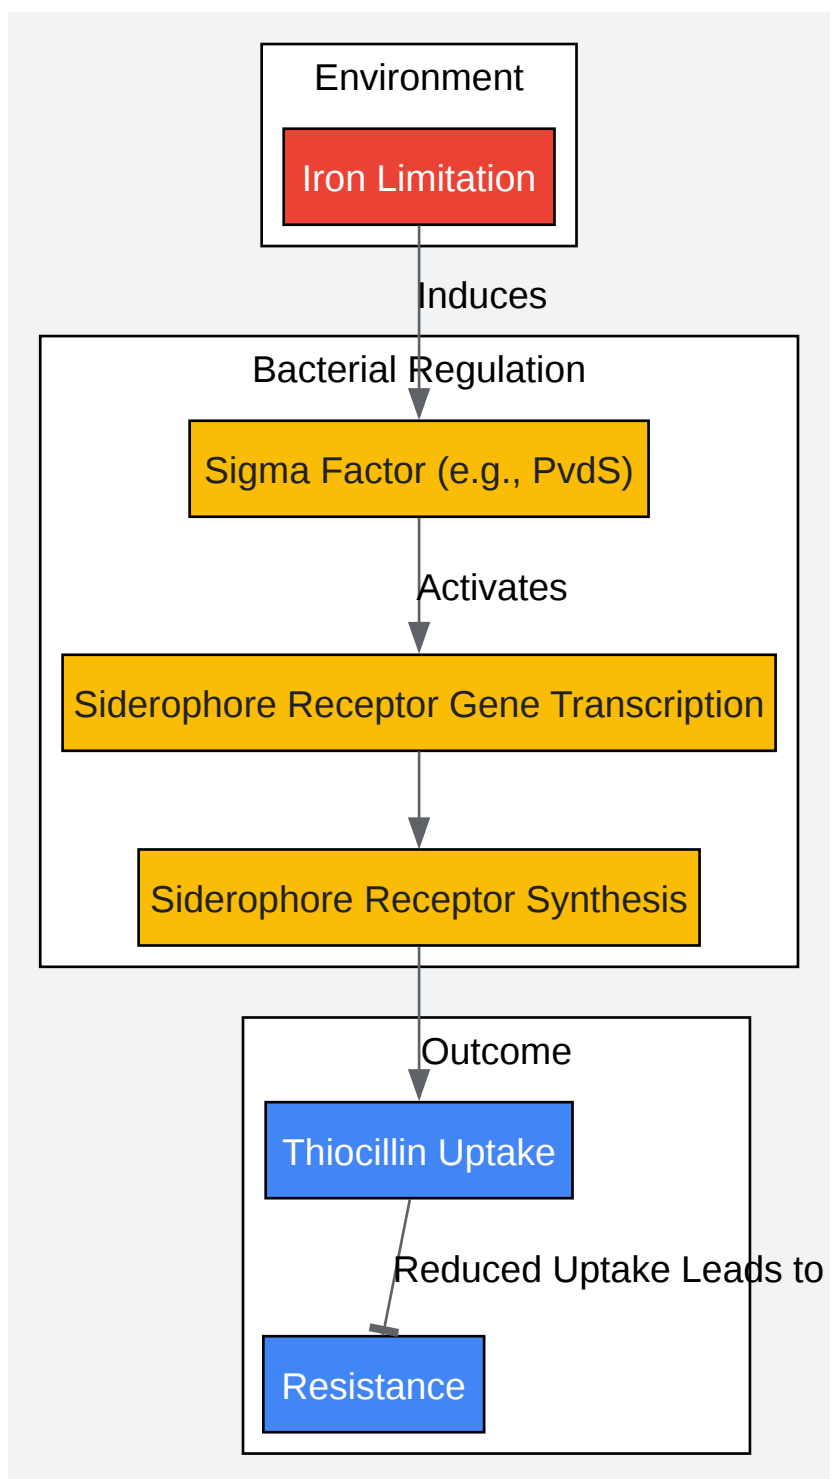 Environment
Iron Limitation
Induces
Bacterial Regulation
Sigma Factor (e.g., PvdS)
Activates
Siderophore Receptor Gene Transcription
Siderophore Receptor Synthesis
Outcome
Thiocillin Uptake
Reduced Uptake Leads to
Resistance